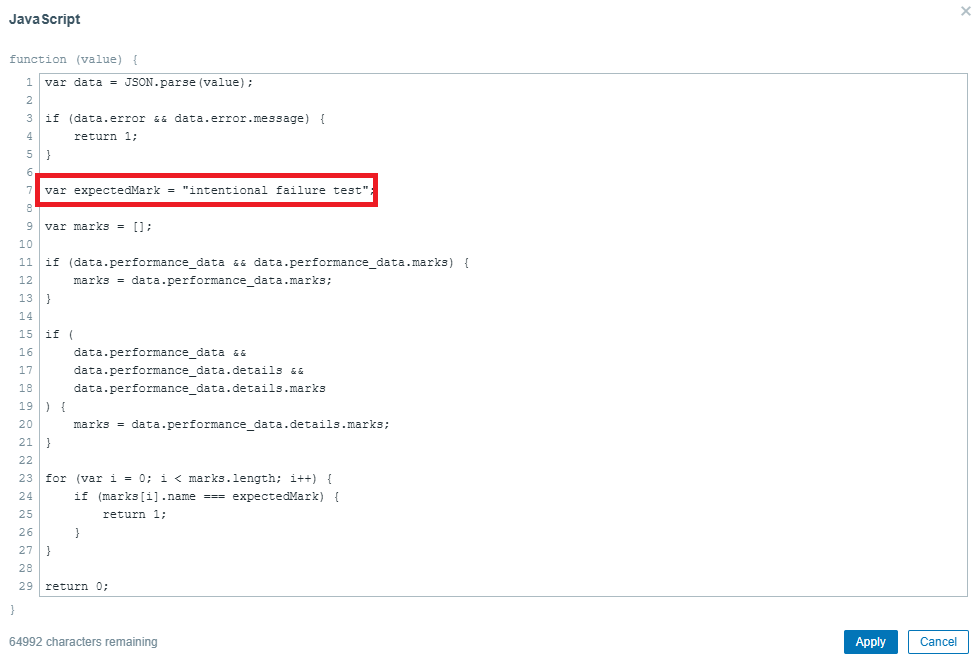 JavaScript
function (value) {
1 var data = JSON.parse(value);
2
3 if (data.error && data.error.message) {
4     return 1;
5 }
6
7 var expectedMark = "intentional failure test";
8
9 var marks = [];
10
11 if (data.performance_data && data.performance_data.marks) {
12     marks = data.performance_data.marks;
13 }
14
15 if (
16     data.performance_data &&
17     data.performance_data.details &&
18     data.performance_data.details.marks
19 ) {
20     marks = data.performance_data.details.marks;
21 }
22
23 for (var i = 0; i < marks.length; i++) {
24     if (marks[i].name === expectedMark) {
25         return 1;
26     }
27 }
28
29 return 0;
}
64992 characters remaining
Apply
Cancel